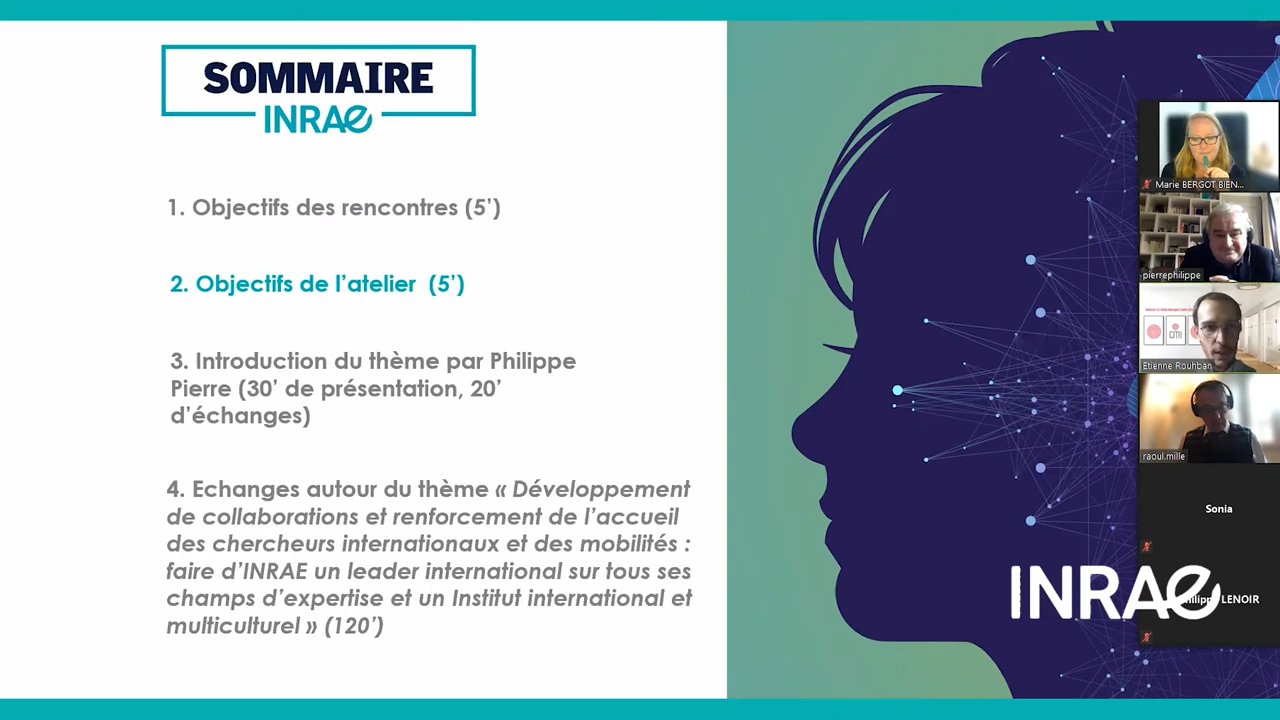 SOMMAIRE
INRAE
1. Objectifs des rencontres (5’)
2. Objectifs de l’atelier (5’)
3. Introduction du thème par Philippe
Pierre (30’ de présentation, 20’
d’échanges)
4. Echanges autour du thème « Développement
de collaborations et renforcement de l’accueil
des chercheurs internationaux et des mobilités :
faire d’INRAE un leader international sur tous ses
champs d’expertise et un Institut international et
multiculturel » (120’)
Marie BERGOT BIEN...
pierrephilippe
Etienne Rouhban
raoul.mille
Sonia
LENOIR
INRAE